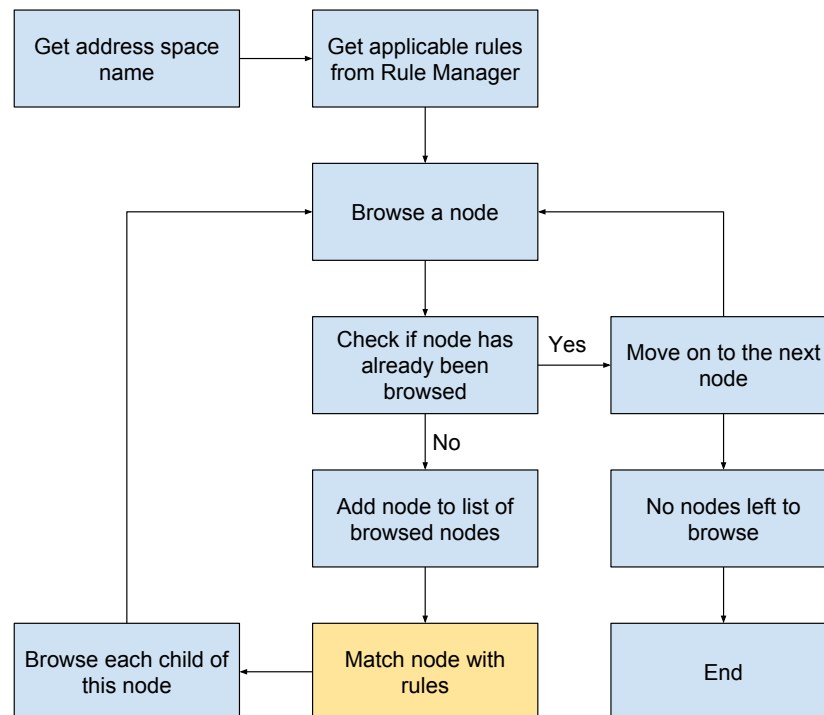 Get address space
name
Get applicable rules
from Rule Manager
Browse a node
Check if node has
already been
browsed
Yes
Move on to the next
node
No
Add node to list of
browsed nodes
No nodes left to
browse
Browse each child of
this node
Match node with
rules
End